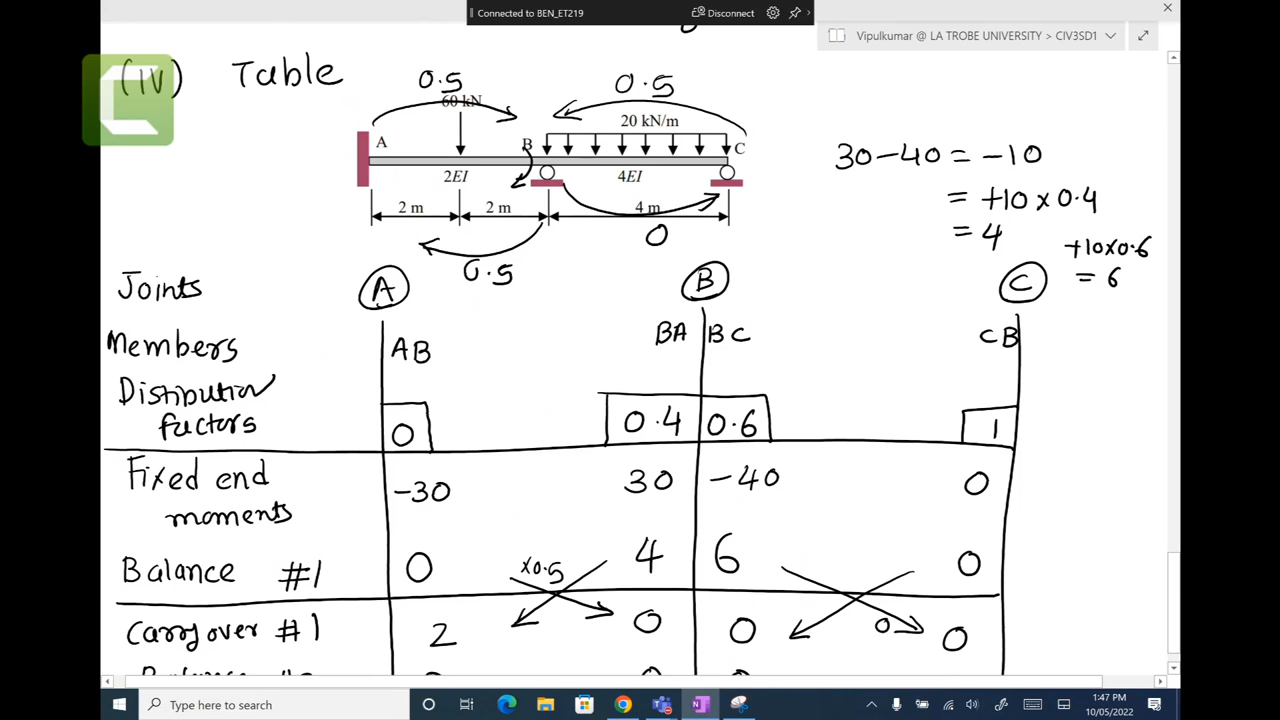 Connected to BEN_ET219
Disconnect
Vipulkumar @ LA TROBE UNIVERSITY > CIV3SD1
(IV) Table
0.5
0.5
60 kN
20 kN/m
A
B
C
2EI
4EI
2 m
2 m
4 m
0.5
0
30-40 = -10
= +10 x 0.4
= 4
+10x0.6
= 6
Joints A B C
Members AB BA BC CB
Distibution
factors 0 0.4 0.6 1
Fixed end
moments -30 30 -40 0
Balance #1 0 4 6 0
x0.5
Carryover #1 2 0 0 0 0
Type here to search
1:47 PM
10/05/2022